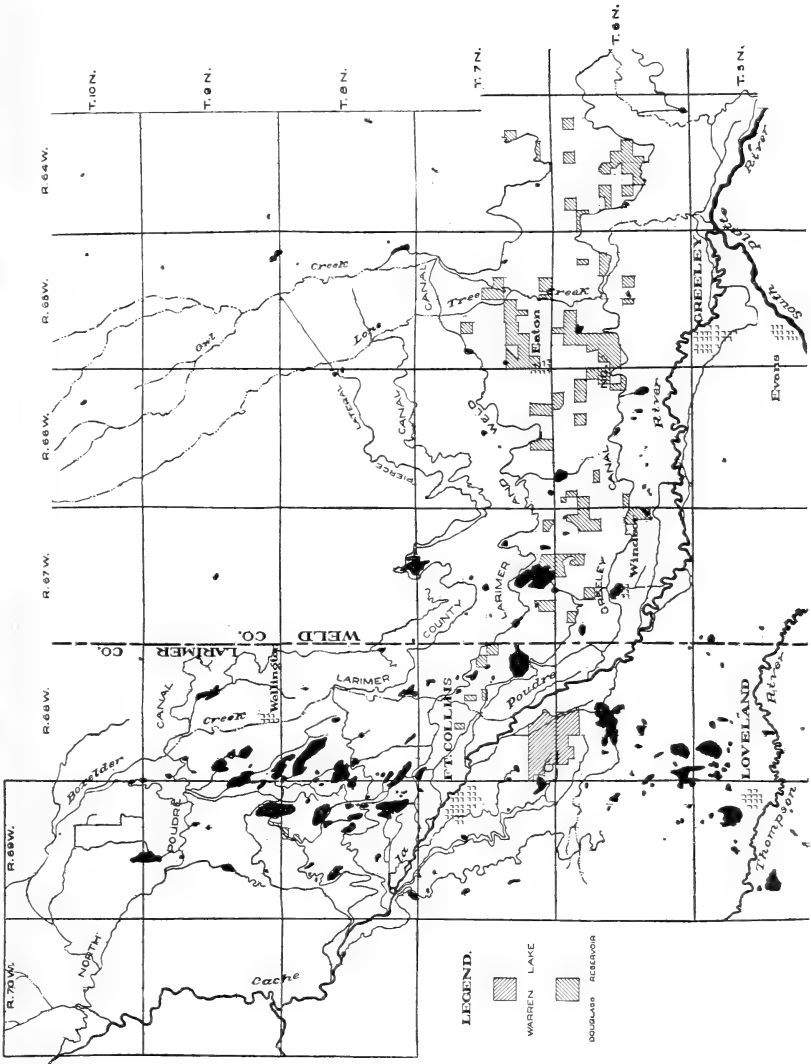 R.70W.
R.69W.
R.68W.
R.67W.
R.66W.
R.65W.
R.64W.
T.10N.
T.9N.
T.8N.
T.7N.
T.6N.
T.5N.
NORTH
POUDRE
CANAL
Boxelder
Creek
Wellington
LARIMER CO.
WELD CO.
LARIMER
COUNTY
Cache
la
Poudre
River
FT. COLLINS
LARIMER
AND
WELD
CANAL
PIERCE
LATERAL
CANAL
Owl
Creek
Lone
Tree
Creek
Eaton
GREELEY
CANAL
Windsor
GREELEY
Evans
South
Platte
River
LOVELAND
Thompson
River
LEGEND.
WARREN LAKE
DOUGLASS RESERVOIR